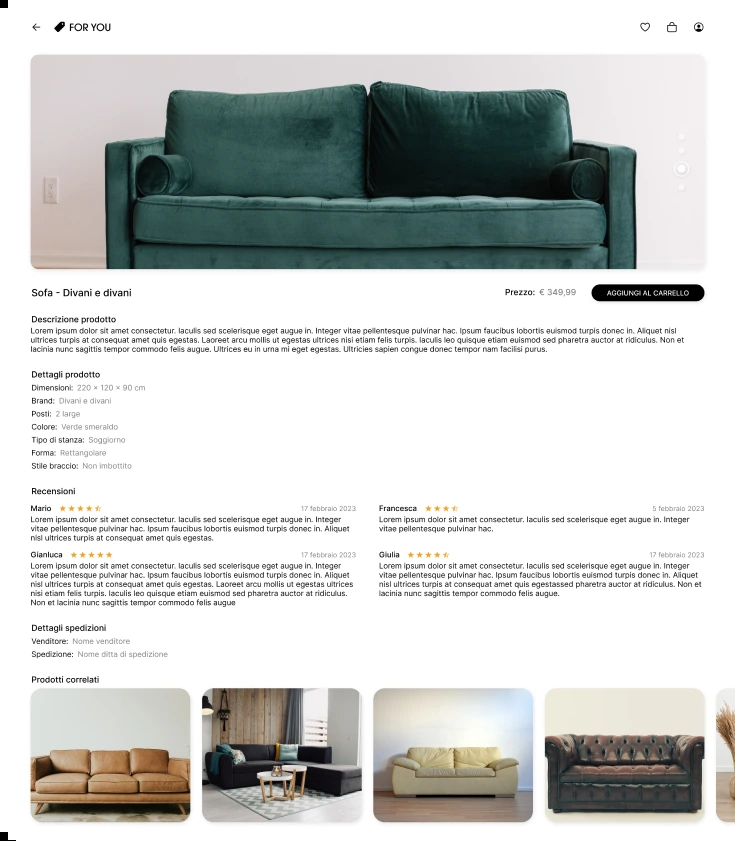 FOR YOU
Sofa - Divani e divani
Prezzo: € 349,99
AGGIUNGI AL CARRELLO
Descrizione prodotto
Lorem ipsum dolor sit amet consectetur. Iaculis sed scelerisque eget augue in. Integer vitae pellentesque pulvinar hac. Ipsum faucibus lobortis euismod turpis donec in. Aliquet nisl
ultrices turpis at consequat amet quis egestas. Laoreet arcu mollis ut egestas ultrices nisi etiam felis turpis. Iaculis leo quisque etiam euismod sed pharetra auctor at ridiculus. Non et
lacinia nunc sagittis tempor commodo felis augue. Ultrices eu in urna mi eget egestas. Ultricies sapien congue donec tempor nam facilisi purus.
Dettagli prodotto
Dimensioni: 220 x 120 x 90 cm
Brand: Divani e divani
Posti: 2 large
Colore: Verde smeraldo
Tipo di stanza: Soggiorno
Forma: Rettangolare
Stile braccio: Non imbottito
Recensioni
Mario 17 febbraio 2023
Lorem ipsum dolor sit amet consectetur. Iaculis sed scelerisque eget augue in. Integer
vitae pellentesque pulvinar hac. Ipsum faucibus lobortis euismod turpis donec in. Aliquet
nisl ultrices turpis at consequat amet quis egestas.
Francesca 5 febbraio 2023
Lorem ipsum dolor sit amet consectetur. Iaculis sed scelerisque eget augue in. Integer
vitae pellentesque pulvinar hac.
Gianluca 17 febbraio 2023
Lorem ipsum dolor sit amet consectetur. Iaculis sed scelerisque eget augue in. Integer
vitae pellentesque pulvinar hac. Ipsum faucibus lobortis euismod turpis donec in. Aliquet
nisl ultrices turpis at consequat amet quis egestas. Laoreet arcu mollis ut egestas ultrices
nisi etiam felis turpis. Iaculis leo quisque etiam euismod sed pharetra auctor at ridiculus.
Non et lacinia nunc sagittis tempor commodo felis augue
Giulia 17 febbraio 2023
Lorem ipsum dolor sit amet consectetur. Iaculis sed scelerisque eget augue in. Integer
vitae pellentesque pulvinar hac. Ipsum faucibus lobortis euismod turpis donec in. Aliquet
nisl ultrices turpis at consequat amet quis egestassed pharetra auctor at ridiculus. Non et
lacinia nunc sagittis tempor commodo felis augue.
Dettagli spedizioni
Venditore: Nome venditore
Spedizione: Nome ditta di spedizione
Prodotti correlati